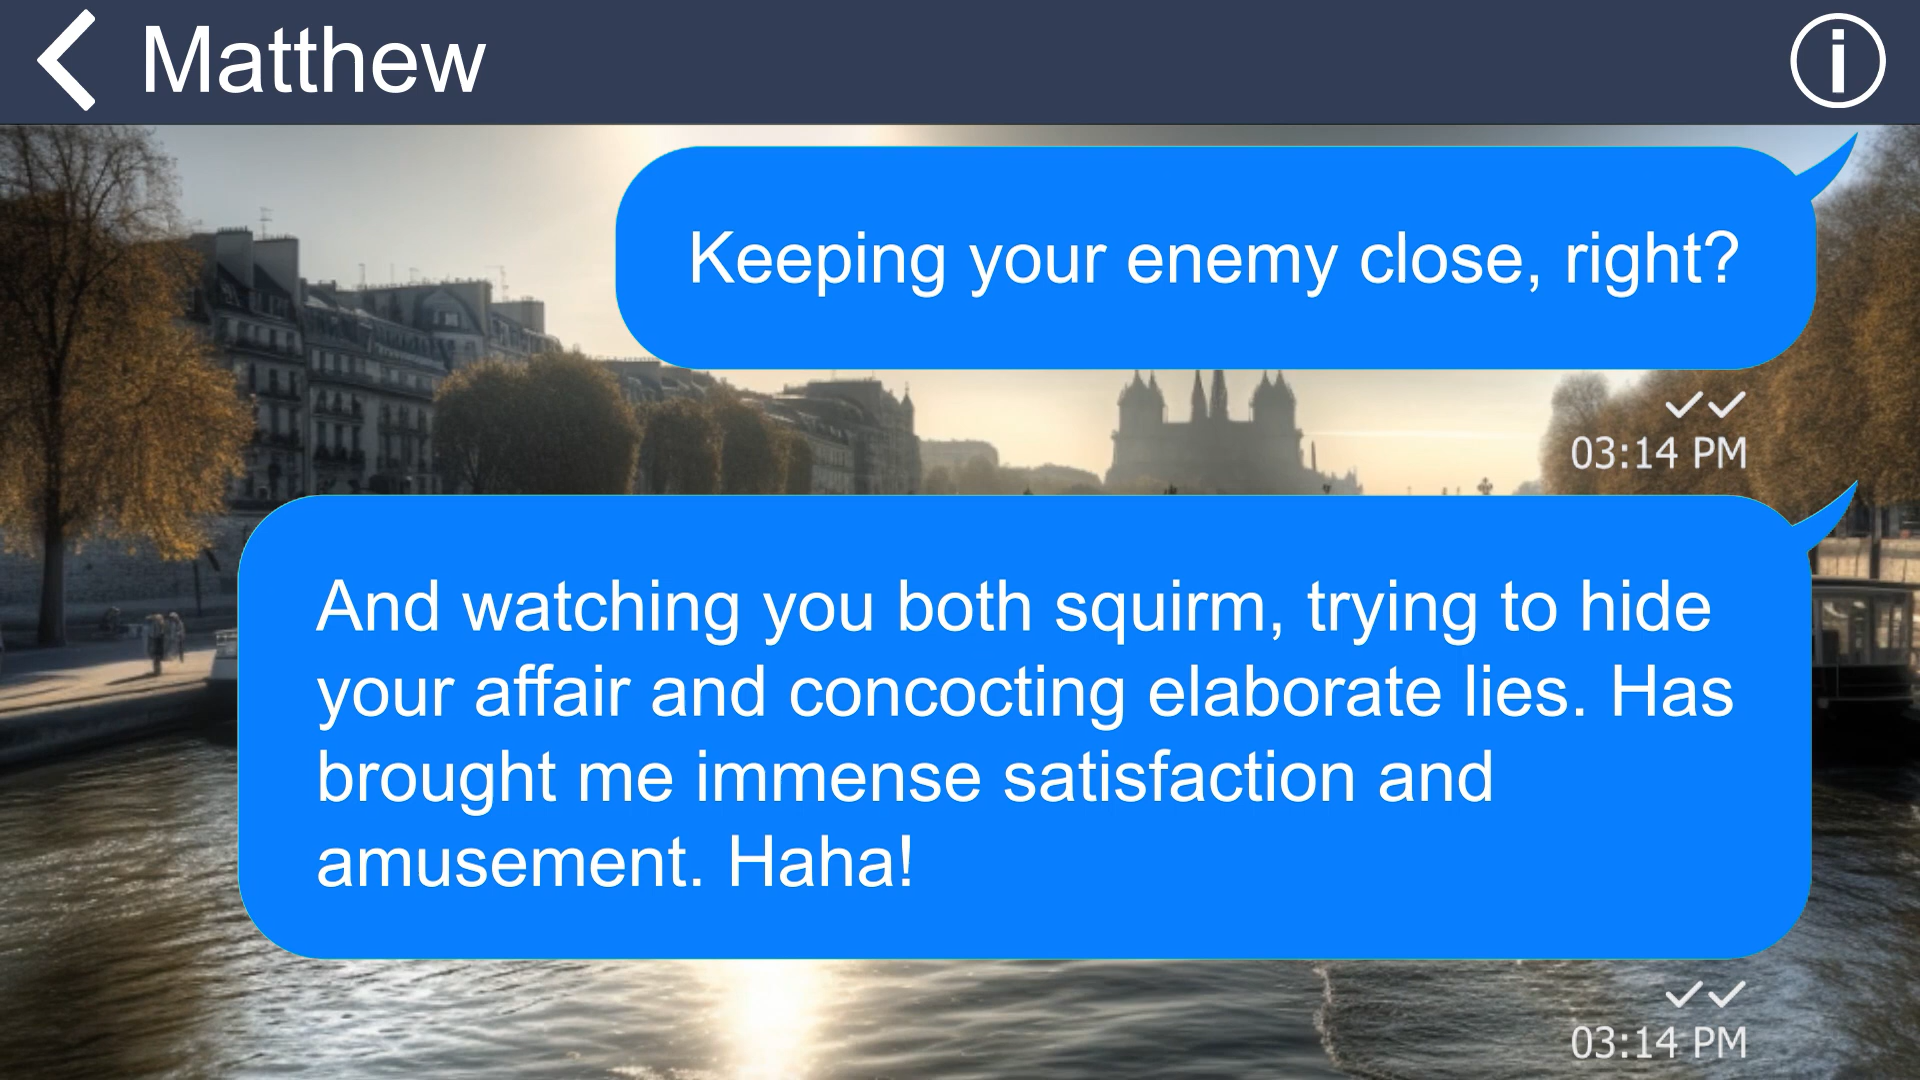 Matthew
Keeping your enemy close, right?
03:14 PM
And watching you both squirm, trying to hide
your affair and concocting elaborate lies. Has
brought me immense satisfaction and
amusement. Haha!
03:14 PM